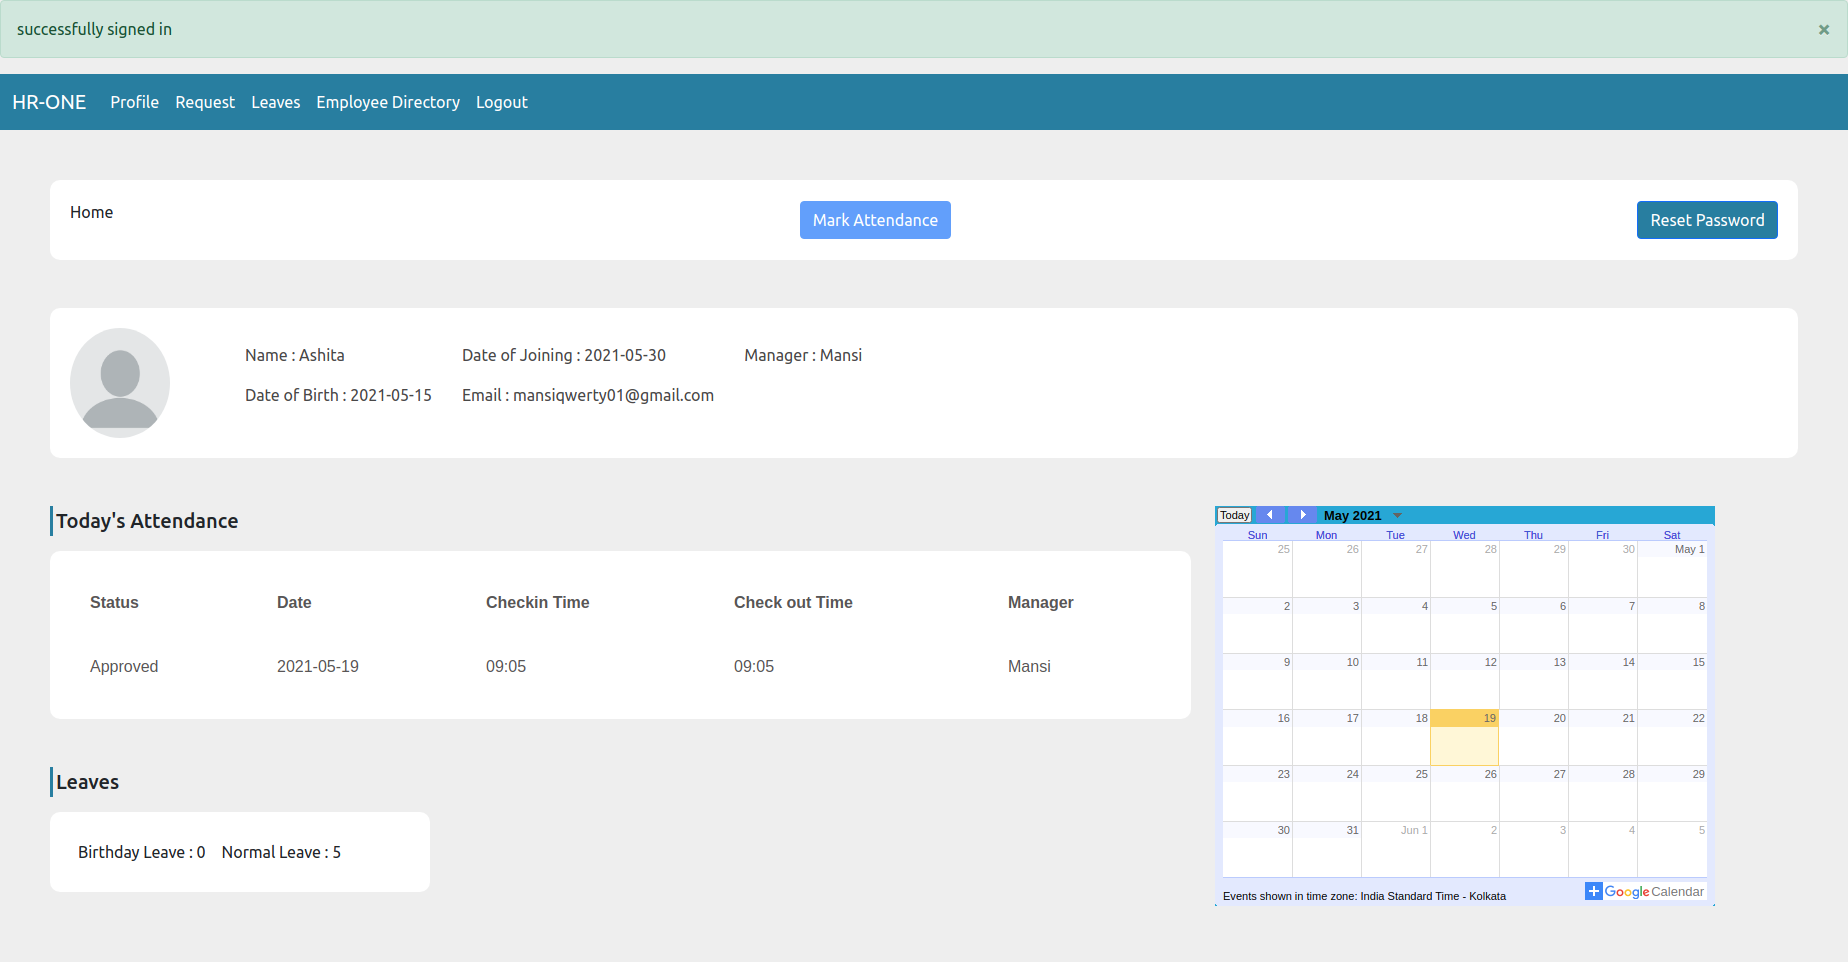 successfully signed in ×
HR-ONE Profile Request Leaves Employee Directory Logout
Home Mark Attendance Reset Password
Name : Ashita Date of Joining : 2021-05-30 Manager : Mansi
Date of Birth : 2021-05-15 Email : mansiqwerty01@gmail.com
Today's Attendance
Status Date Checkin Time Check out Time Manager
Approved 2021-05-19 09:05 09:05 Mansi
Leaves
Birthday Leave : 0 Normal Leave : 5
Today May 2021
Sun Mon Tue Wed Thu Fri Sat
25 26 27 28 29 30 May 1
2 3 4 5 6 7 8
9 10 11 12 13 14 15
16 17 18 19 20 21 22
23 24 25 26 27 28 29
30 31 Jun 1 2 3 4 5
Events shown in time zone: India Standard Time - Kolkata
Google Calendar